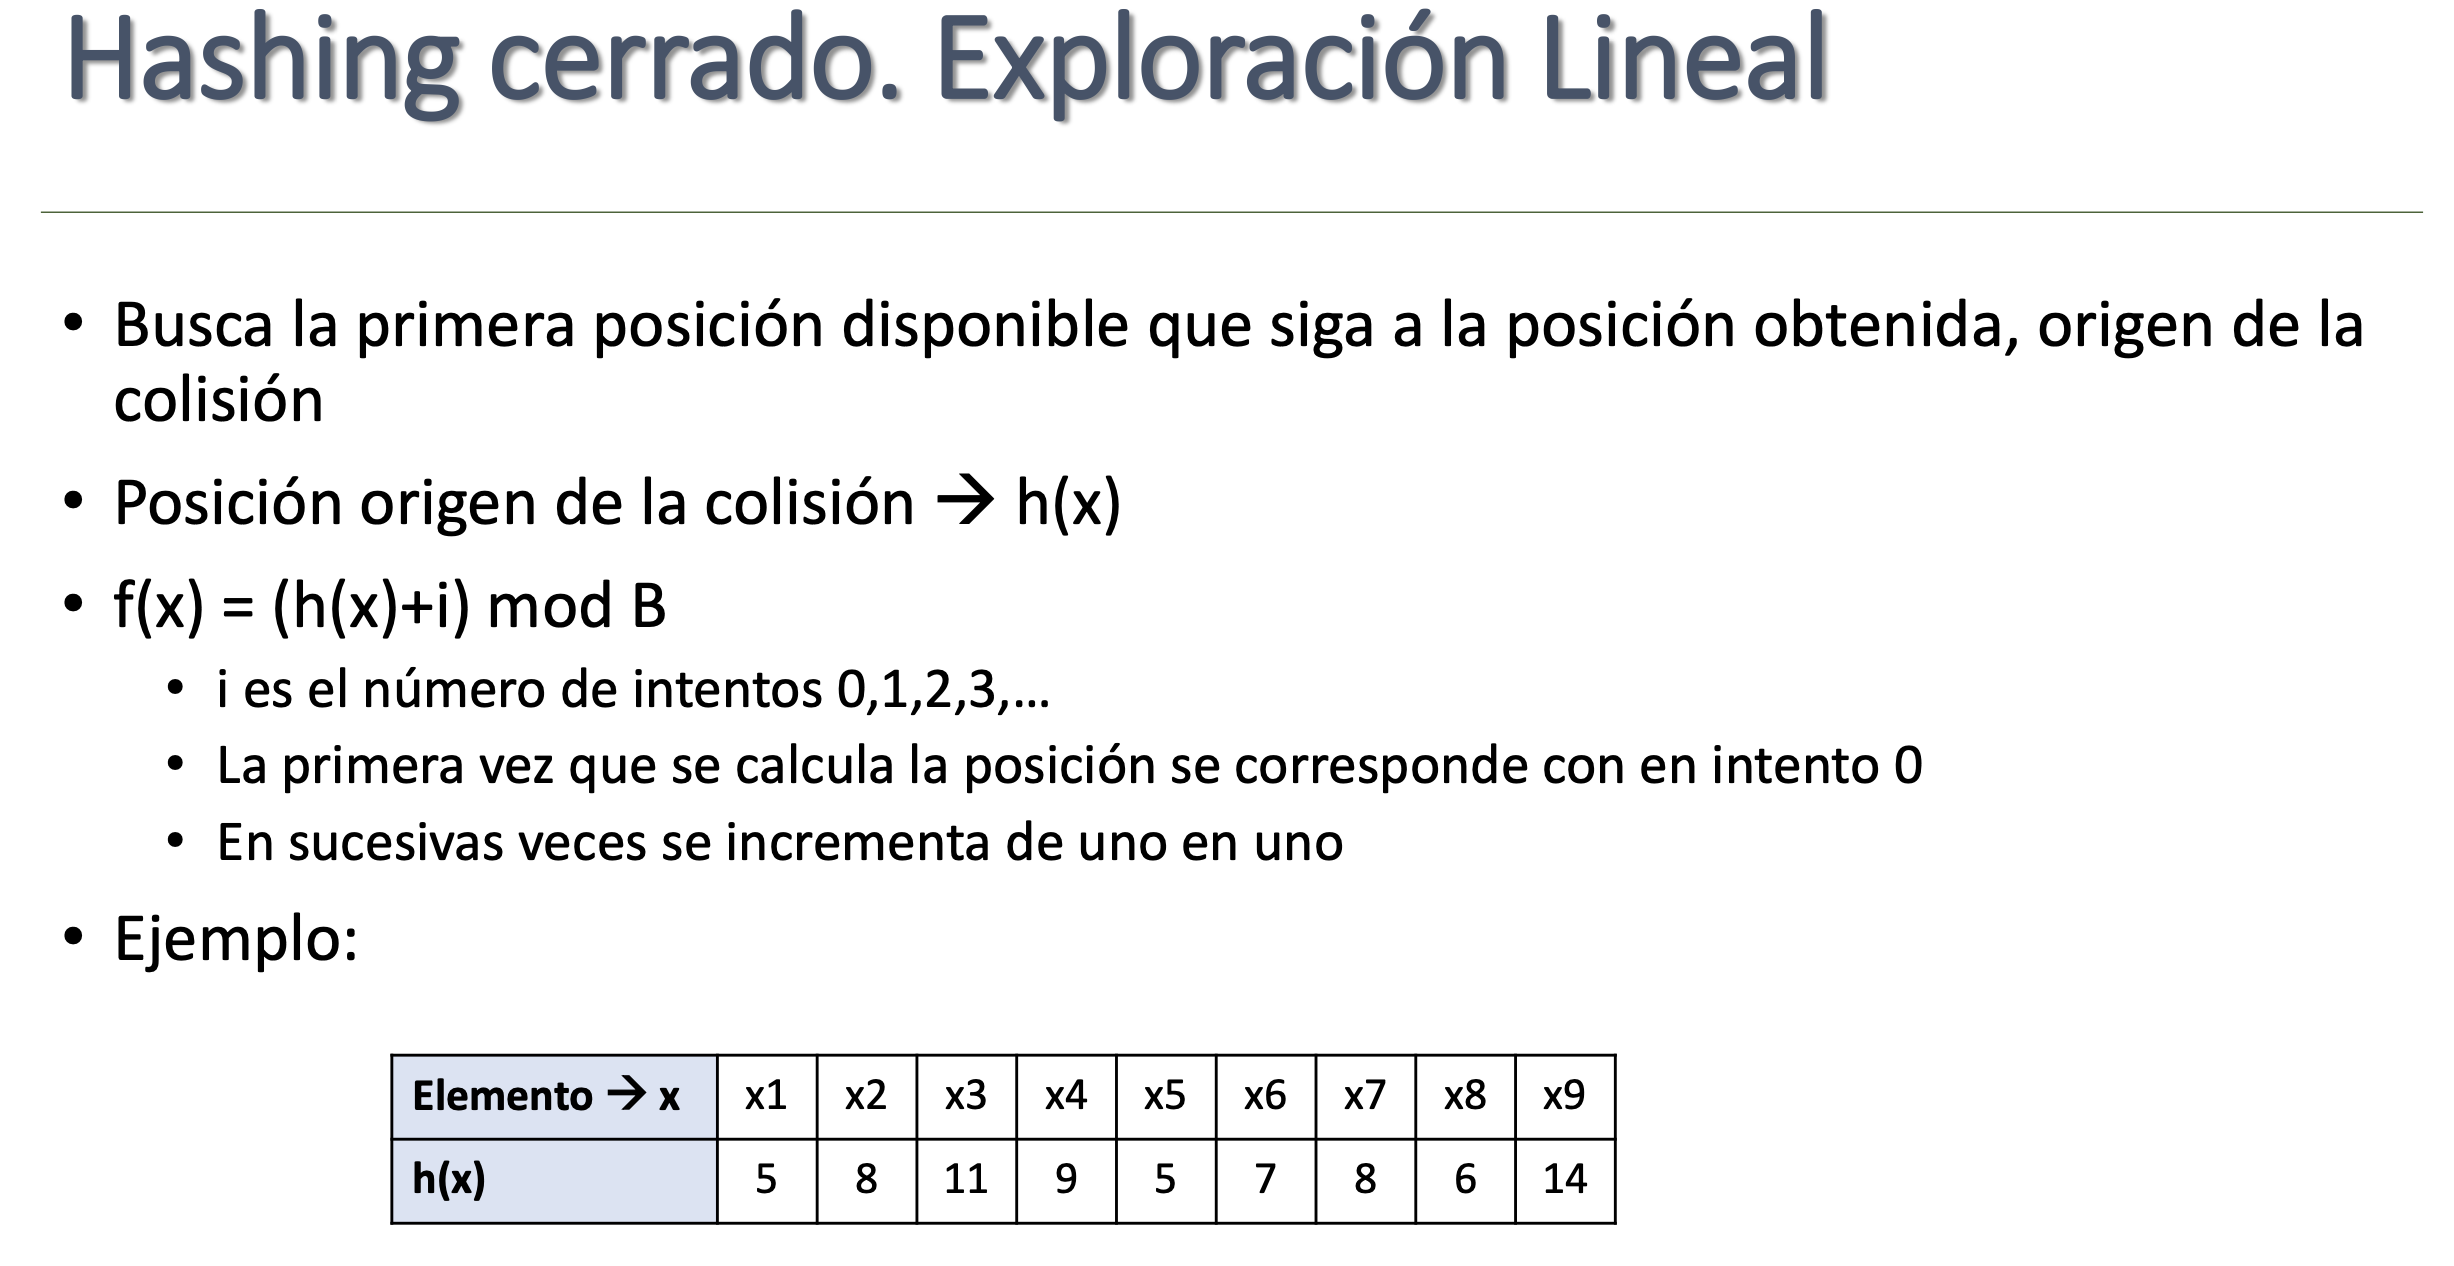 Hashing cerrado. Exploración Lineal
• Busca la primera posición disponible que siga a la posición obtenida, origen de la
colisión
• Posición origen de la colisión → h(x)
• f(x) = (h(x)+i) mod B
• i es el número de intentos 0,1,2,3,...
• La primera vez que se calcula la posición se corresponde con en intento 0
• En sucesivas veces se incrementa de uno en uno
• Ejemplo:
Elemento → x x1 x2 x3 x4 x5 x6 x7 x8 x9
h(x) 5 8 11 9 5 7 8 6 14